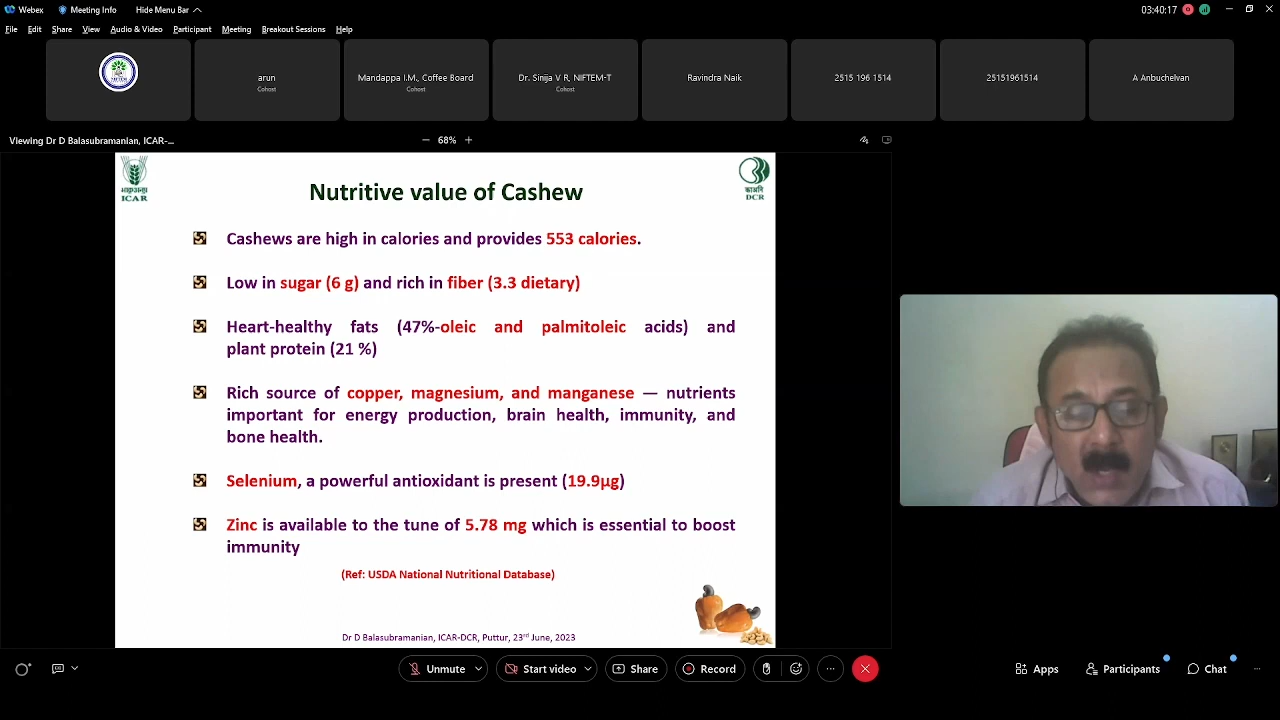 Webex
Meeting Info
Hide Menu Bar
03:40:17
File Edit Share View Audio & Video Participant Meeting Breakout Sessions Help
arun
Cohost
Mandappa I.M., Coffee Board
Cohost
Dr. Sinija V R, NIFTEM-T
Cohost
Ravindra Naik
2515 196 1514
25151961514
A Anbuchelvan
Viewing Dr D Balasubramanian, ICAR-...
68%
भाकृअनुप
ICAR
काअनि
DCR
Nutritive value of Cashew
Cashews are high in calories and provides 553 calories.
Low in sugar (6 g) and rich in fiber (3.3 dietary)
Heart-healthy fats (47%-oleic and palmitoleic acids) and
plant protein (21 %)
Rich source of copper, magnesium, and manganese — nutrients
important for energy production, brain health, immunity, and
bone health.
Selenium, a powerful antioxidant is present (19.9µg)
Zinc is available to the tune of 5.78 mg which is essential to boost
immunity
(Ref: USDA National Nutritional Database)
Dr D Balasubramanian, ICAR-DCR, Puttur, 23rd June, 2023
Unmute
Start video
Share
Record
Apps
Participants
Chat